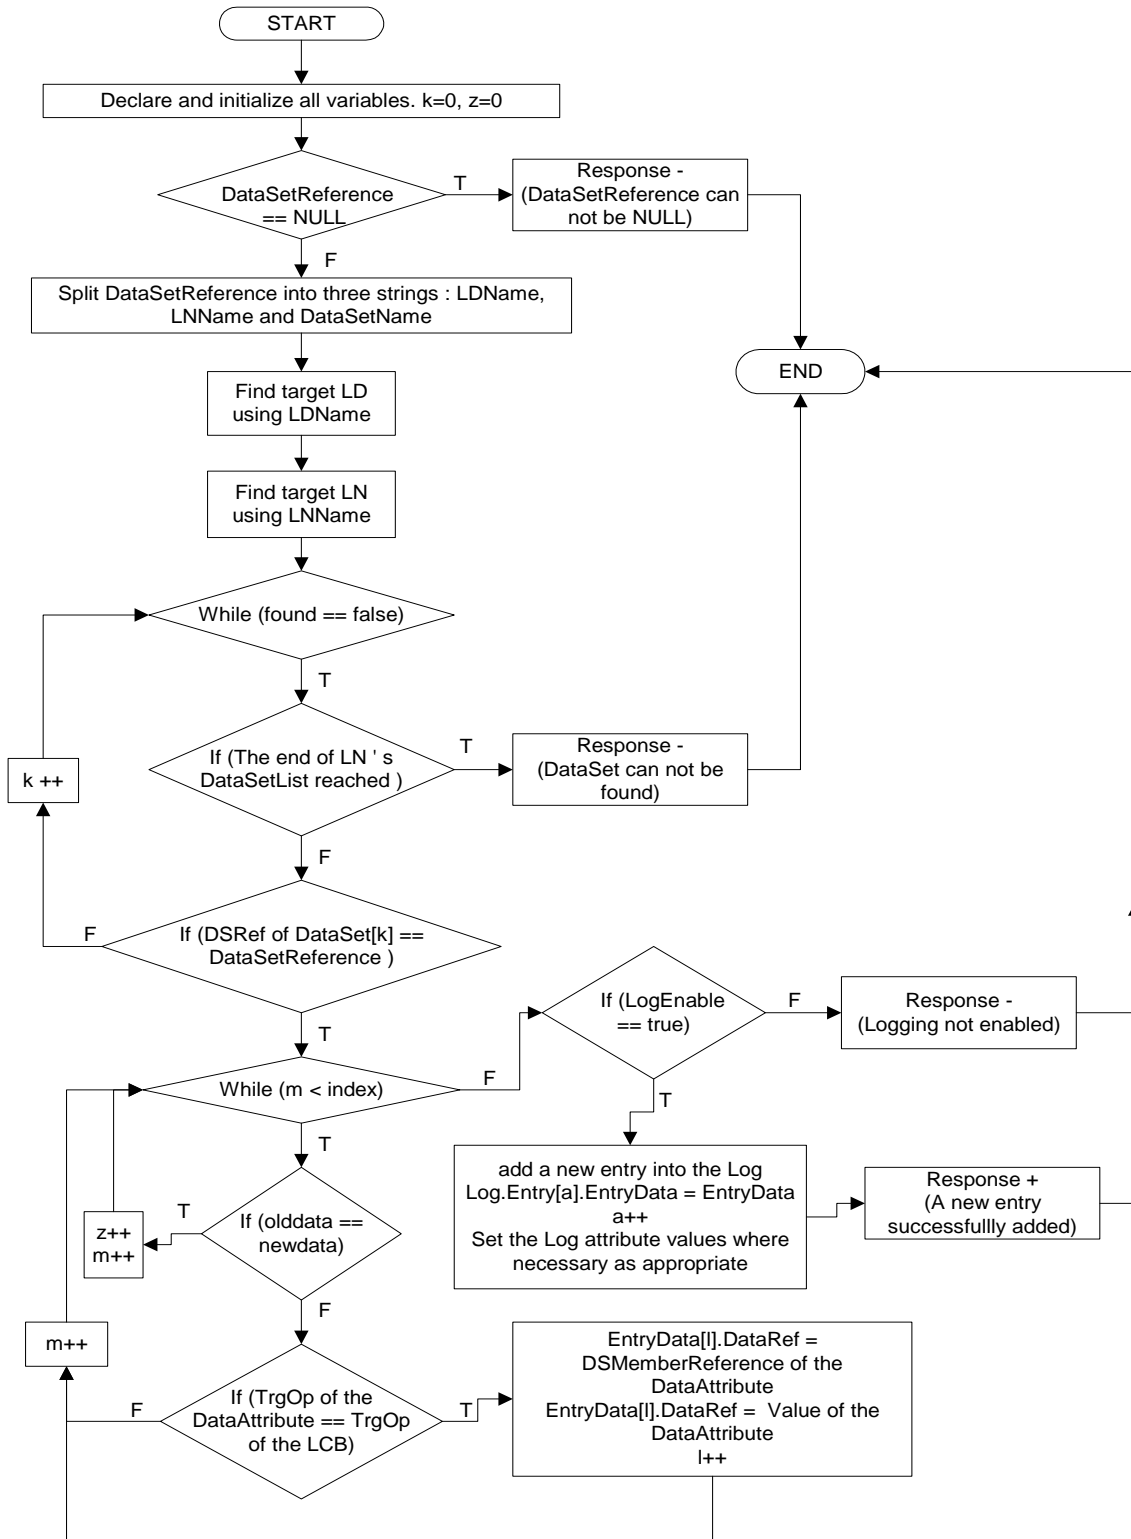 START
Declare and initialize all variables. k=0, z=0
DataSetReference
== NULL
T
Response -
(DataSetReference can
not be NULL)
F
Split DataSetReference into three strings : LDName,
LNName and DataSetName
END
Find target LD
using LDName
Find target LN
using LNName
While (found == false)
T
If (The end of LN ' s
DataSetList reached )
T
Response -
(DataSet can not be
found)
k ++
F
If (DSRef of DataSet[k] ==
DataSetReference )
F
T
If (LogEnable
== true)
F
Response -
(Logging not enabled)
T
While (m < index)
F
T
add a new entry into the Log
Log.Entry[a].EntryData = EntryData
a++
Set the Log attribute values where
necessary as appropriate
Response +
(A new entry
successfullly added)
If (olddata ==
newdata)
T
z++
m++
F
m++
If (TrgOp of the
DataAttribute == TrgOp
of the LCB)
F
T
EntryData[l].DataRef =
DSMemberReference of the
DataAttribute
EntryData[l].DataRef = Value of the
DataAttribute
l++